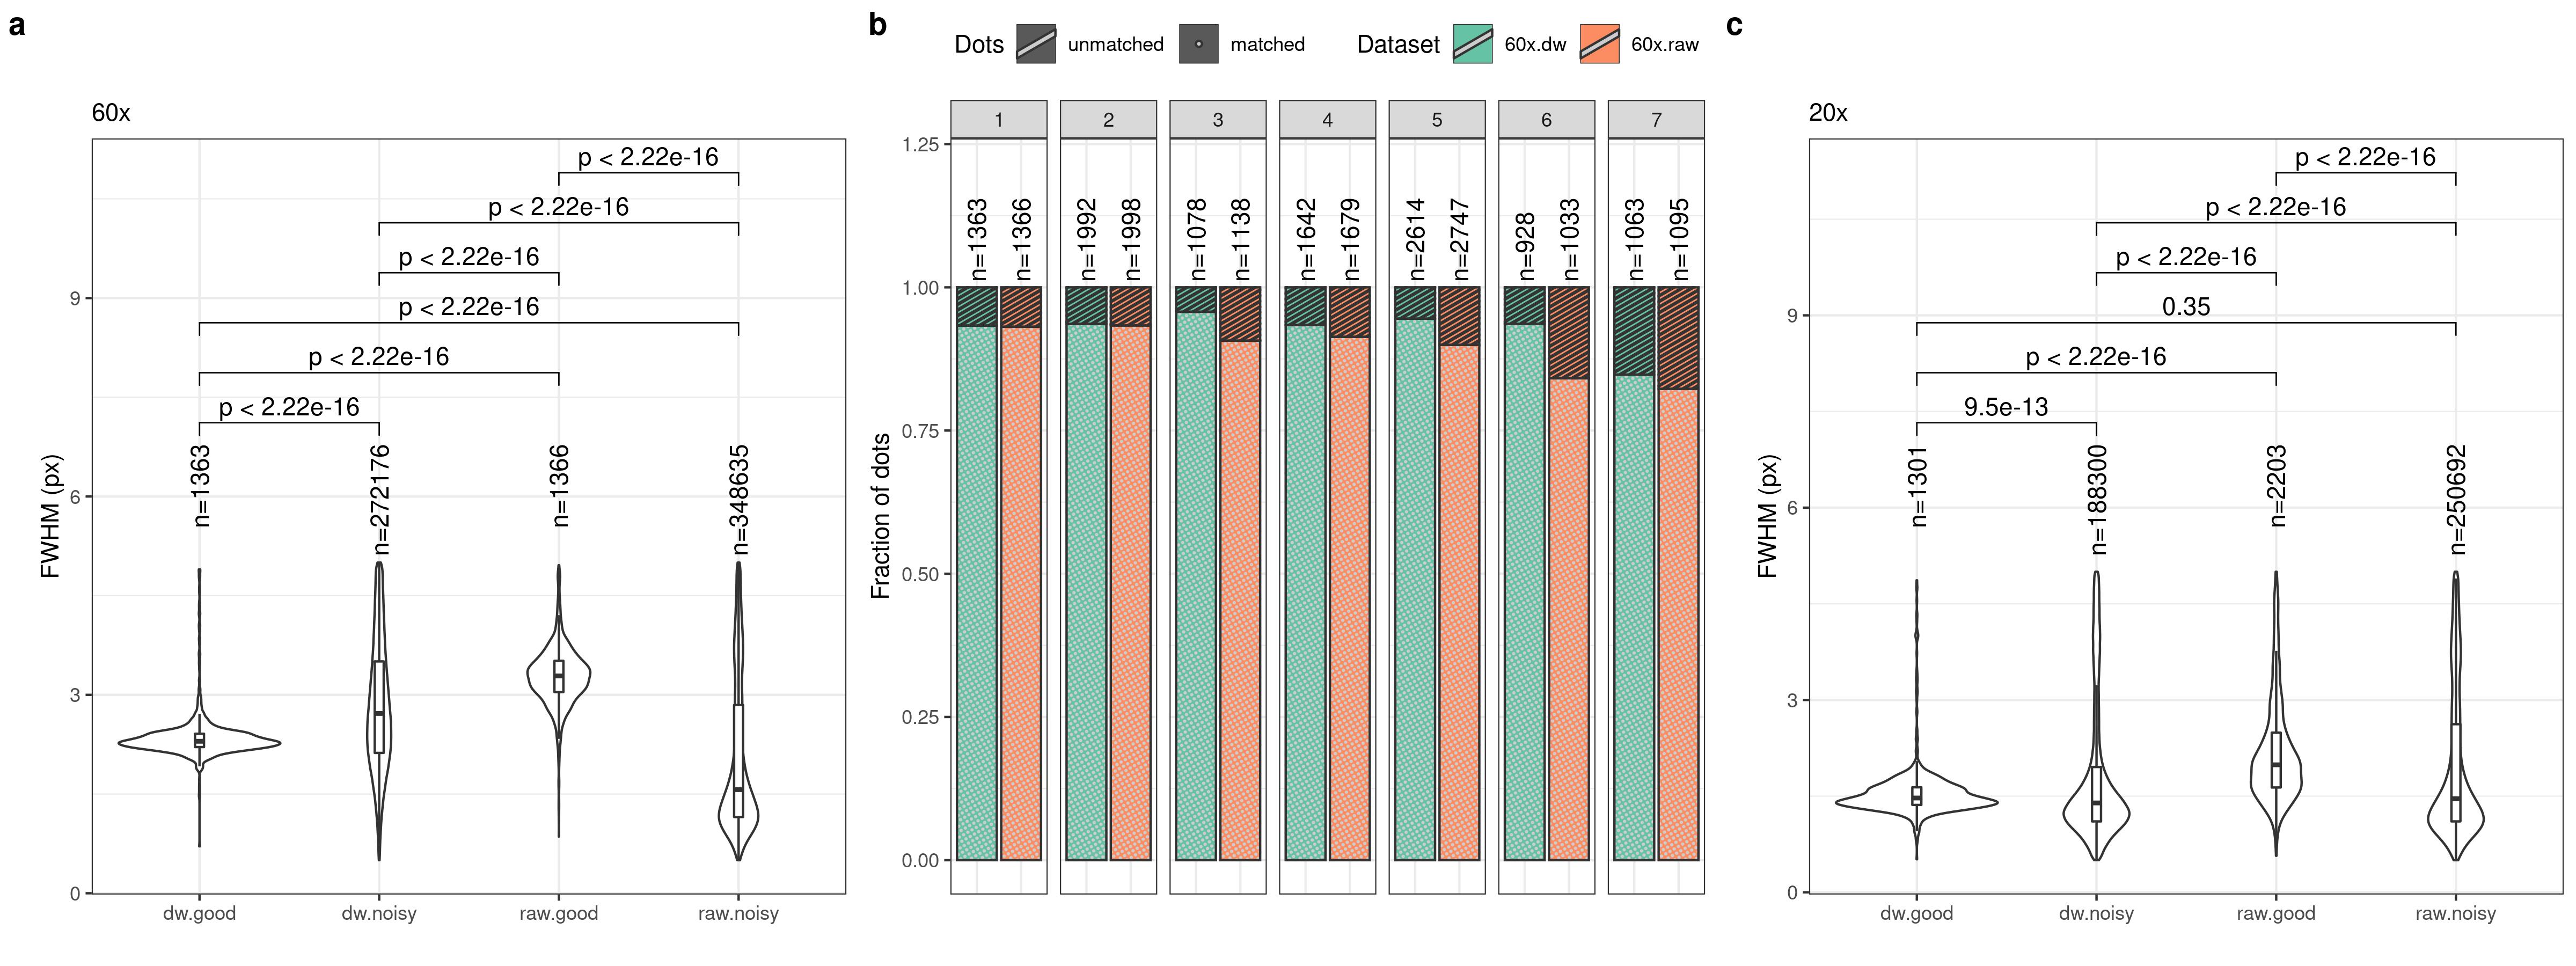 a
60x
p < 2.22e-16
p < 2.22e-16
p < 2.22e-16
p < 2.22e-16
p < 2.22e-16
p < 2.22e-16
n=1363
n=272176
n=1366
n=348635
FWHM (px)
9
6
3
0
dw.good dw.noisy raw.good raw.noisy
b
Dots unmatched matched Dataset 60x.dw 60x.raw
1 2 3 4 5 6 7
n=1363
n=1366
n=1992
n=1998
n=1078
n=1138
n=1642
n=1679
n=2614
n=2747
n=928
n=1033
n=1063
n=1095
Fraction of dots
1.25
1.00
0.75
0.50
0.25
0.00
c
20x
p < 2.22e-16
p < 2.22e-16
p < 2.22e-16
0.35
p < 2.22e-16
9.5e-13
n=1301
n=188300
n=2203
n=250692
FWHM (px)
9
6
3
0
dw.good dw.noisy raw.good raw.noisy